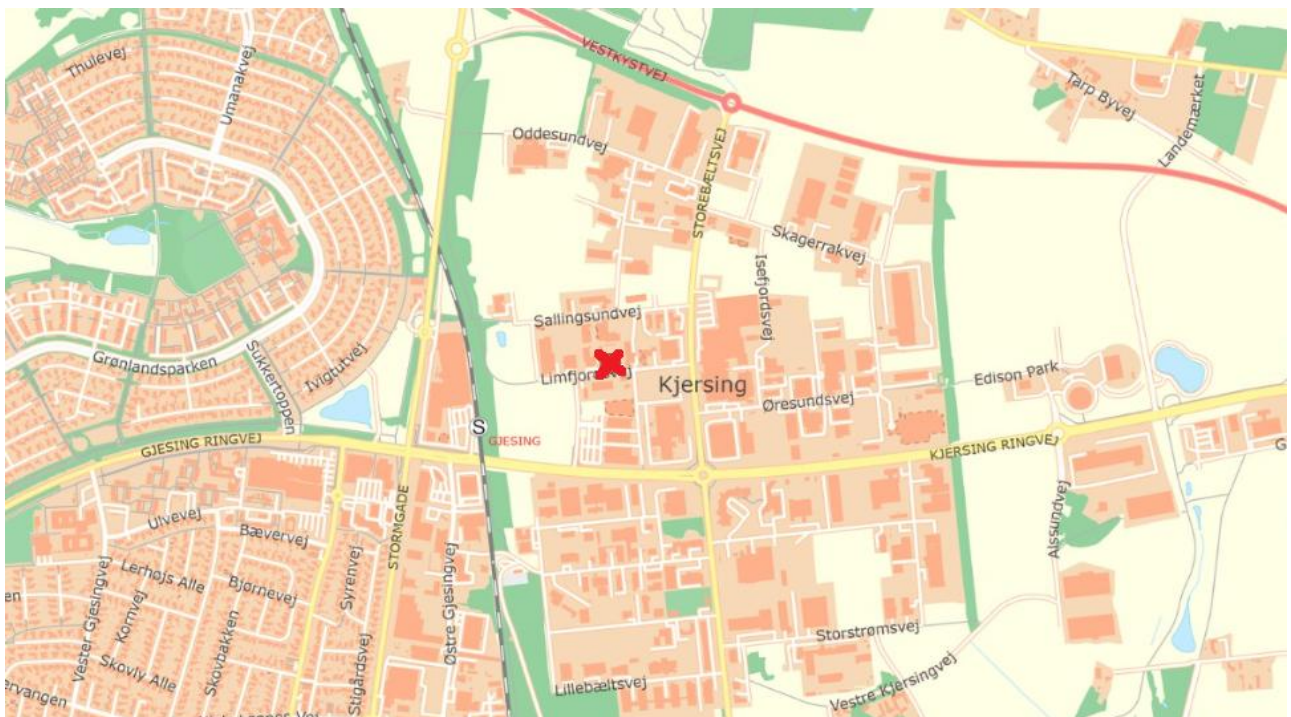 Thulevej
Umanakvej
VESTKYSTVEJ
Tarp Byvej
Landemærket
Oddesundvej
STOREBÆLTSVEJ
Skagerrakvej
Isefjordsvej
Sallingsundvej
Grønlandsparken
Sukkertoppen
Ivigtutvej
Kjersing
Edison Park
Øresundsvej
S
GJESING
GJESING RINGVEJ
KJERSING RINGVEJ
Ulvevej
Bævervej
STORMGADE
Alssundvej
Lerhøjs Alle
Bjørnevej
Syrenvej
Østre Gjesingvej
Vester Gjesingvej
Kornvej
Skovbakken
Stigårdsvej
Storstrømsvej
Skovly Alle
Lillebæltsvej
Vestre Kjersingvej